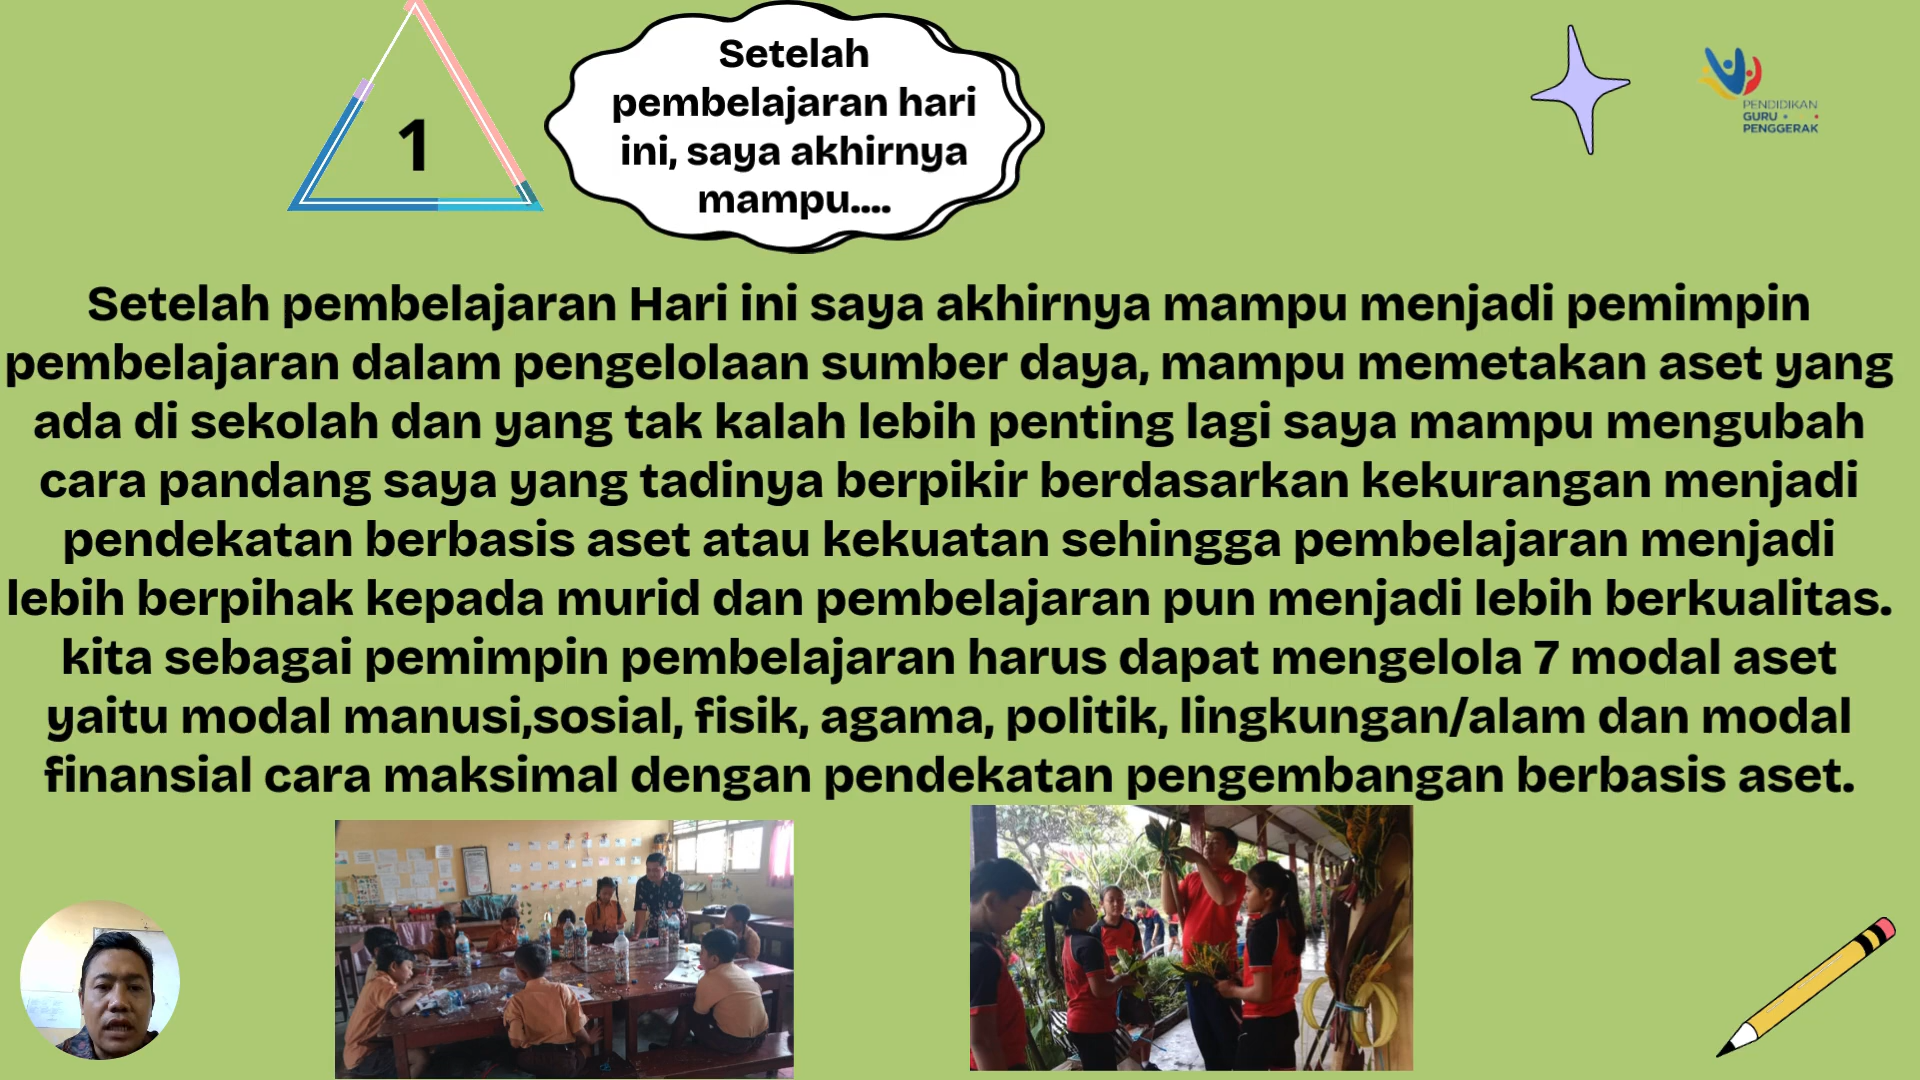 1
Setelah
pembelajaran hari
ini, saya akhirnya
mampu....
PENDIDIKAN
GURU
PENGGERAK
Setelah pembelajaran Hari ini saya akhirnya mampu menjadi pemimpin
pembelajaran dalam pengelolaan sumber daya, mampu memetakan aset yang
ada di sekolah dan yang tak kalah lebih penting lagi saya mampu mengubah
cara pandang saya yang tadinya berpikir berdasarkan kekurangan menjadi
pendekatan berbasis aset atau kekuatan sehingga pembelajaran menjadi
lebih berpihak kepada murid dan pembelajaran pun menjadi lebih berkualitas.
kita sebagai pemimpin pembelajaran harus dapat mengelola 7 modal aset
yaitu modal manusi,sosial, fisik, agama, politik, lingkungan/alam dan modal
finansial cara maksimal dengan pendekatan pengembangan berbasis aset.